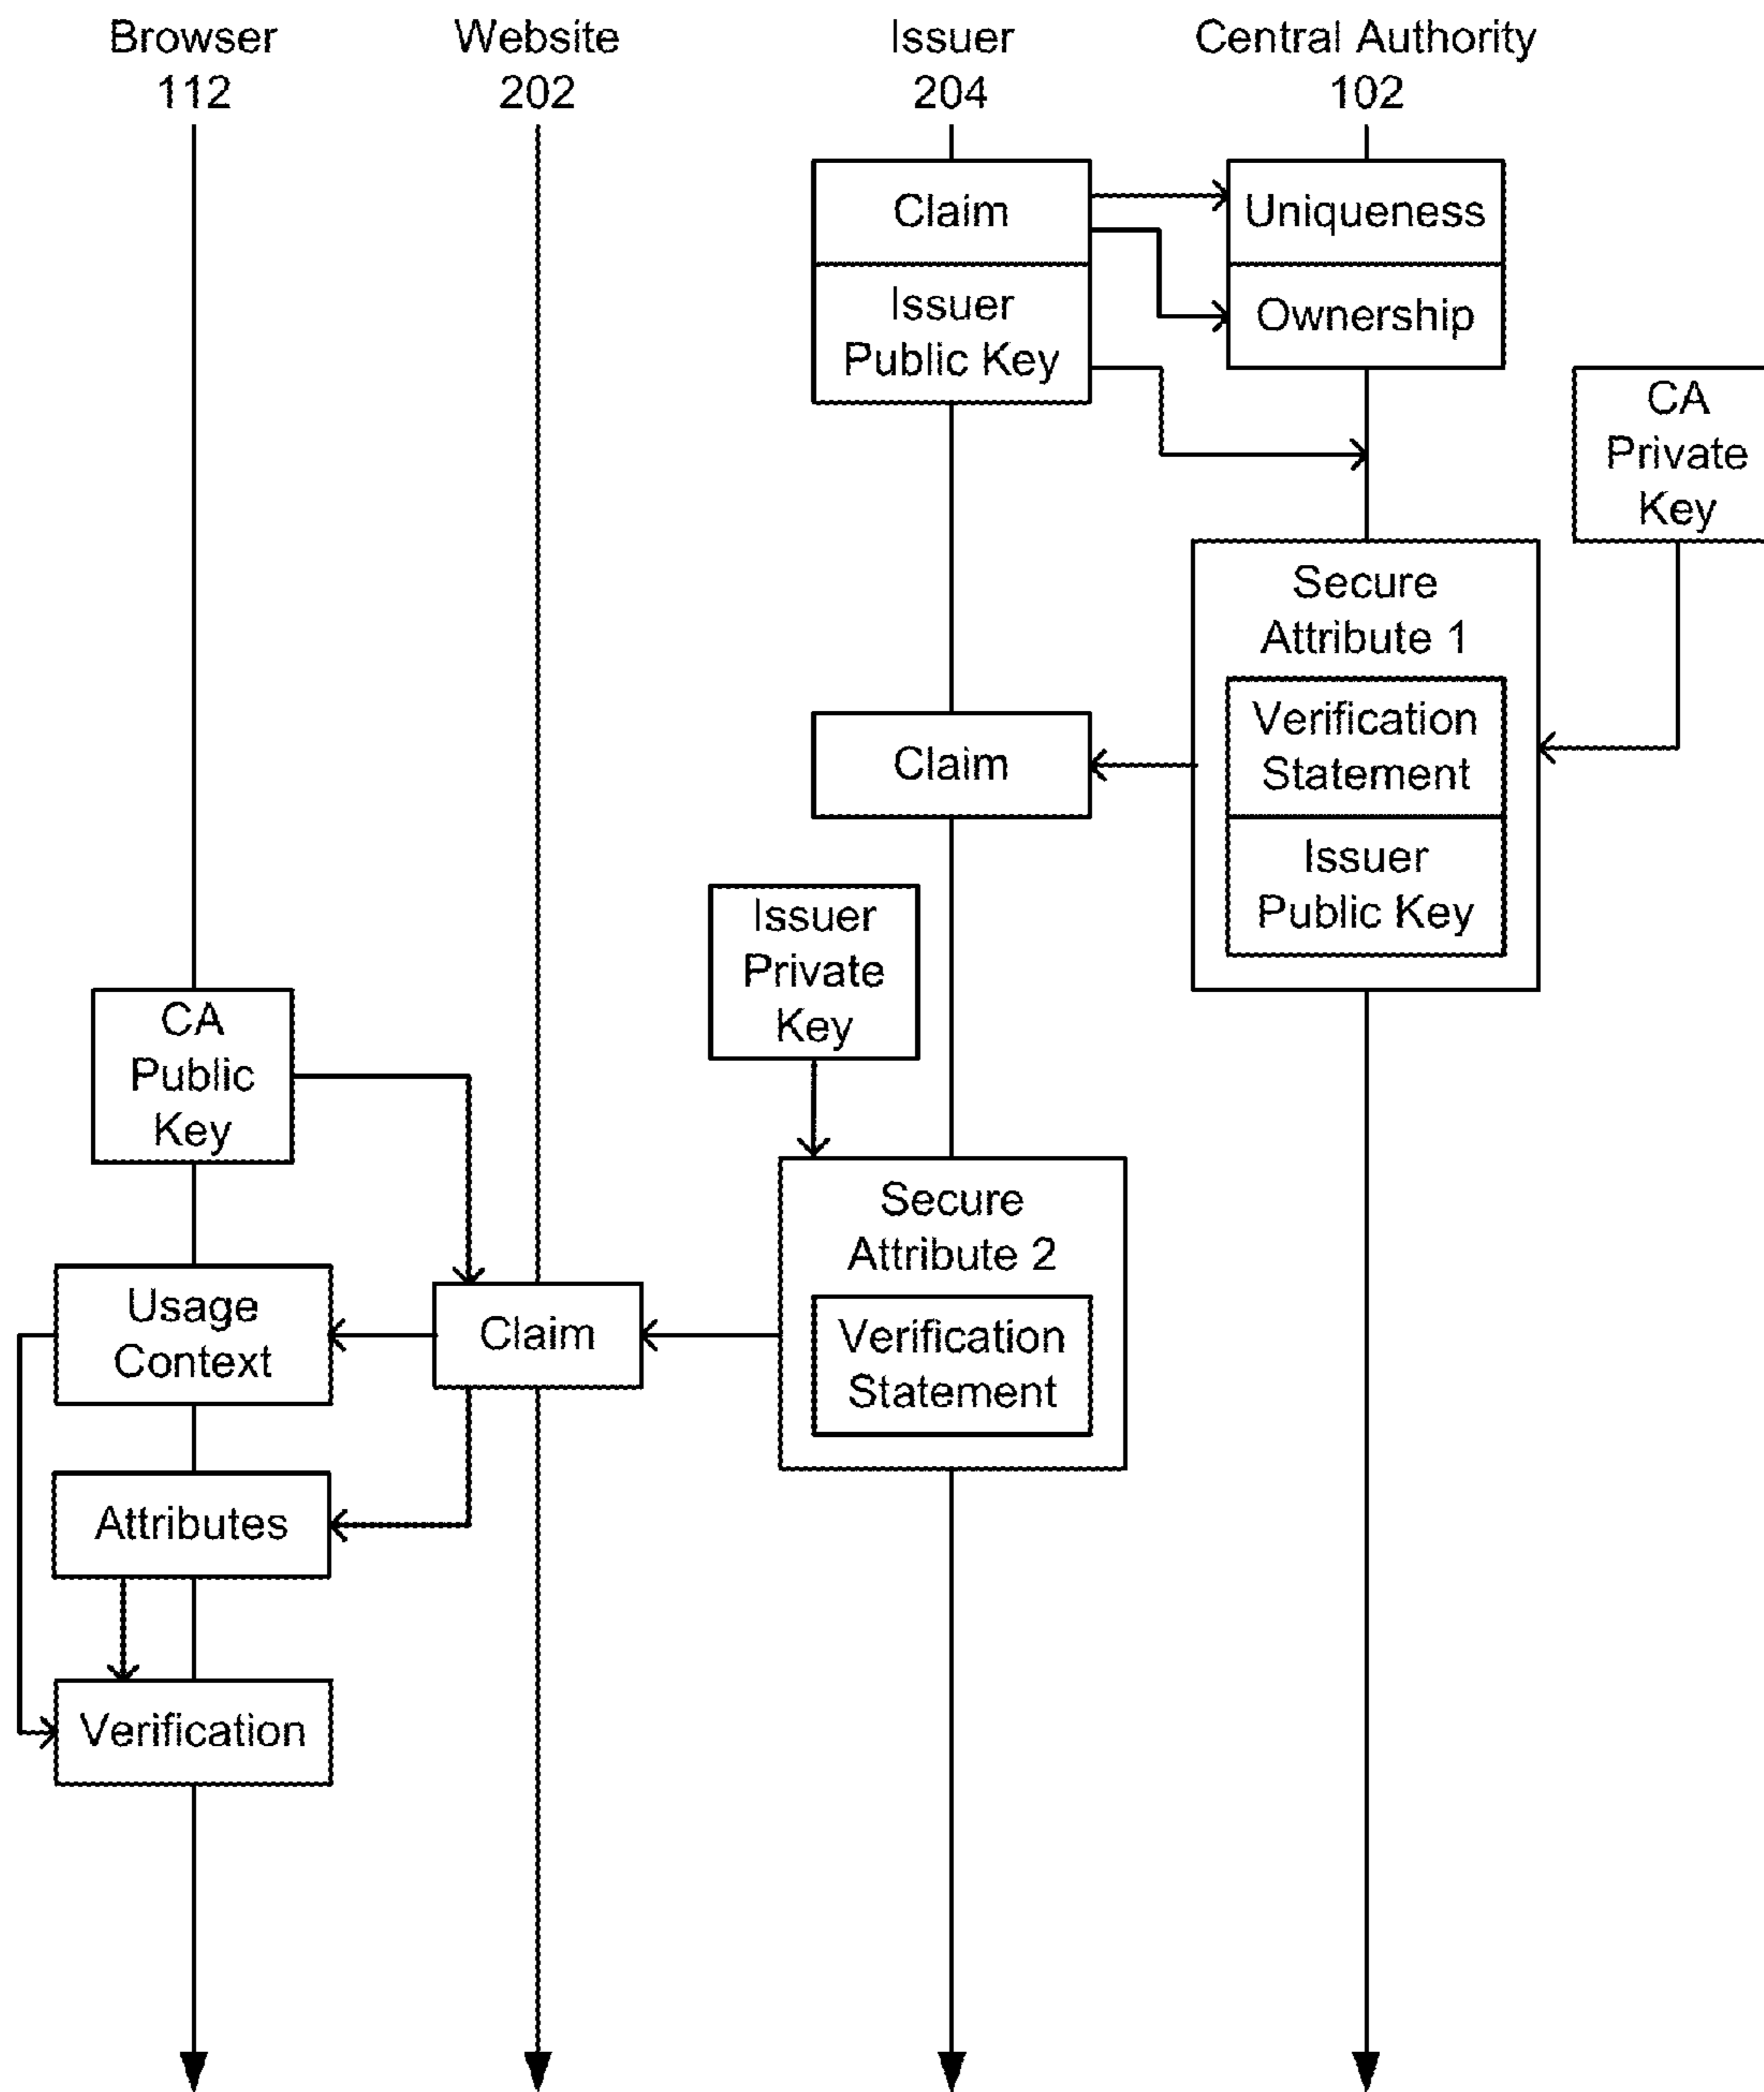 Browser
112
Website
202
Issuer
204
Central Authority
102
Claim
Uniqueness
Issuer
Public Key
Ownership
CA
Private
Key
Secure
Attribute 1
Verification
Statement
Issuer
Public Key
Claim
Issuer
Private
Key
CA
Public
Key
Secure
Attribute 2
Verification
Statement
Usage
Context
Claim
Attributes
Verification